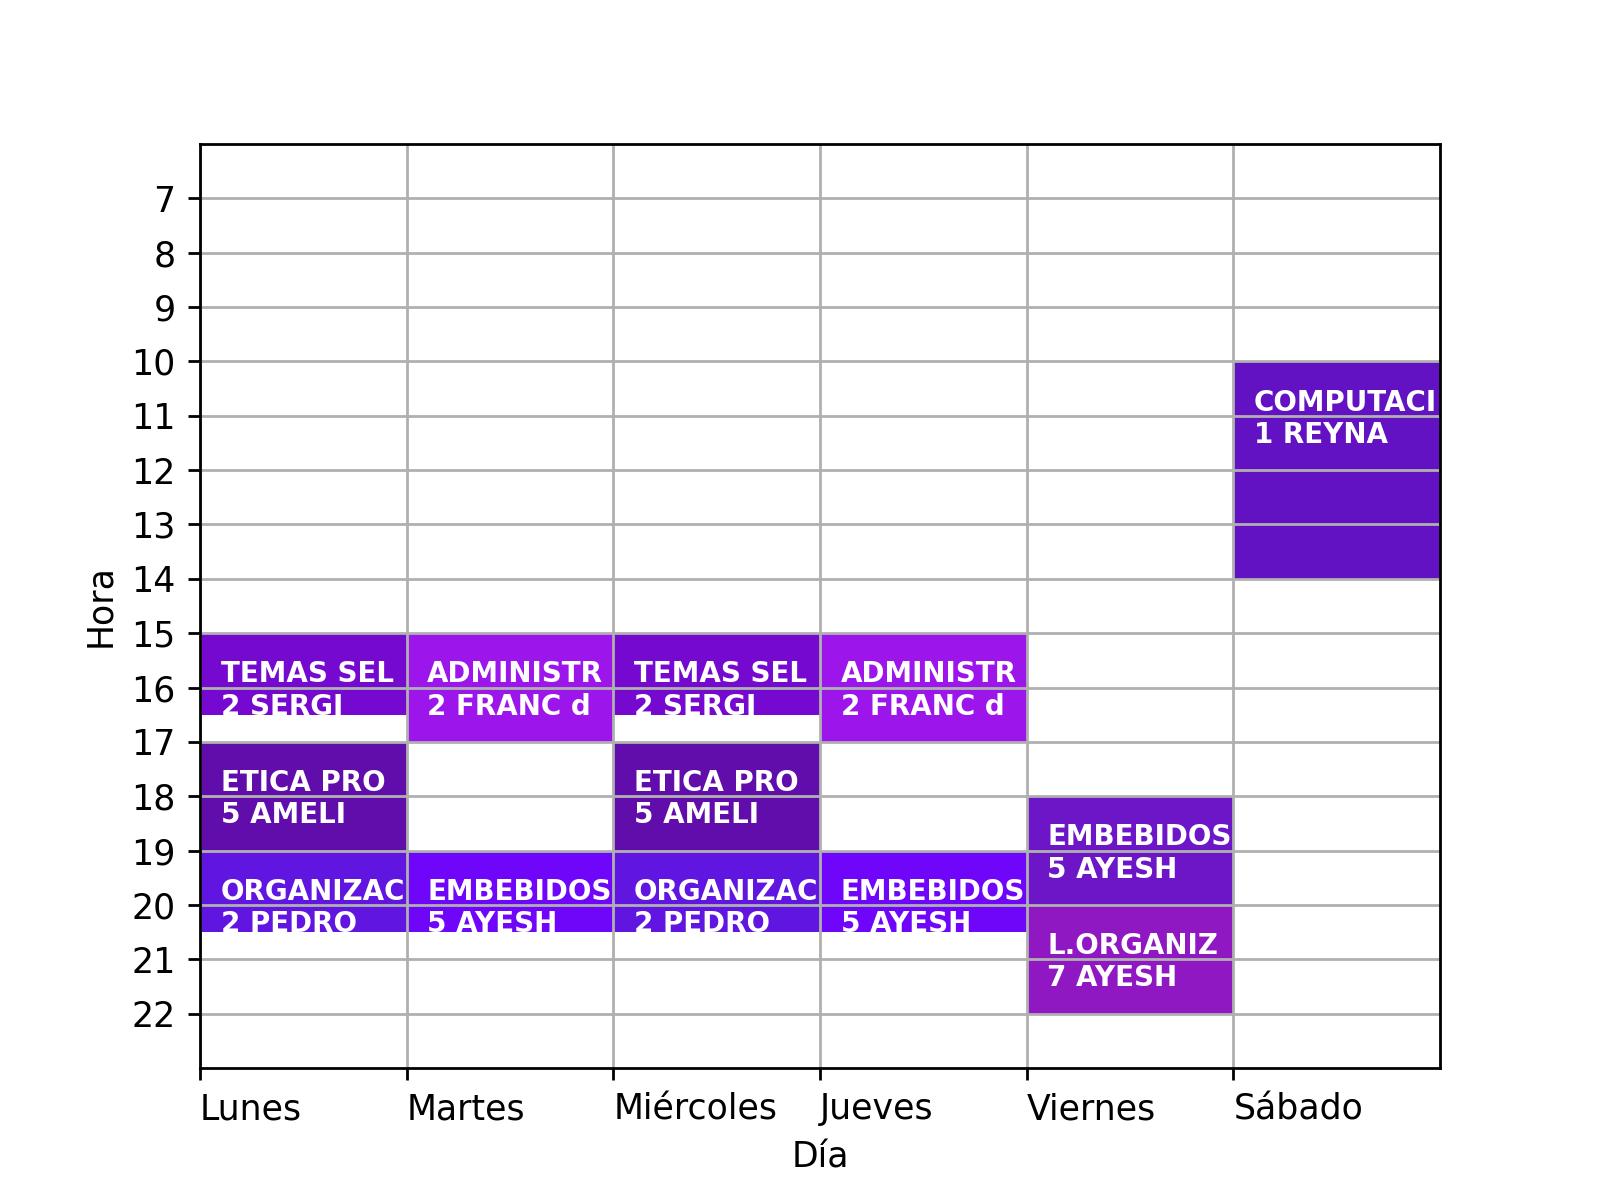 7
8
9
10
COMPUTACI
11
1 REYNA
12
13
14
Hora
15
TEMAS SEL ADMINISTR TEMAS SEL ADMINISTR
16
2 SERGI 2 FRANC d 2 SERGI 2 FRANC d
17
ETICA PRO ETICA PRO
18
5 AMELI 5 AMELI
EMBEBIDOS
19
5 AYESH
ORGANIZAC EMBEBIDOS ORGANIZAC EMBEBIDOS
20
2 PEDRO 5 AYESH 2 PEDRO 5 AYESH
L.ORGANIZ
21
7 AYESH
22
Lunes Martes Miércoles Jueves Viernes Sábado
Día